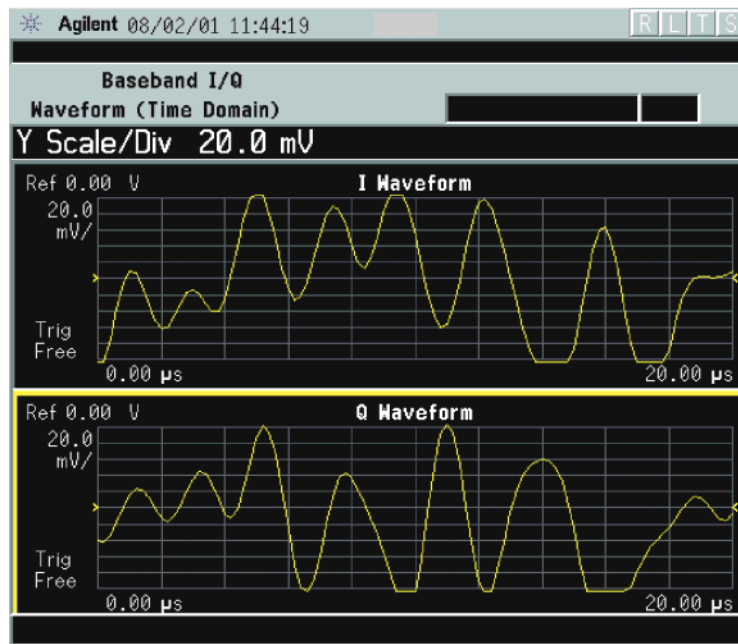 Agilent 08/02/01 11:44:19 R L T S
Baseband I/Q
Waveform (Time Domain)
Y Scale/Div 20.0 mV
Ref 0.00 V I Waveform
20.0
mV/
Trig
Free
0.00 µs 20.00 µs
Ref 0.00 V Q Waveform
20.0
mV/
Trig
Free
0.00 µs 20.00 µs